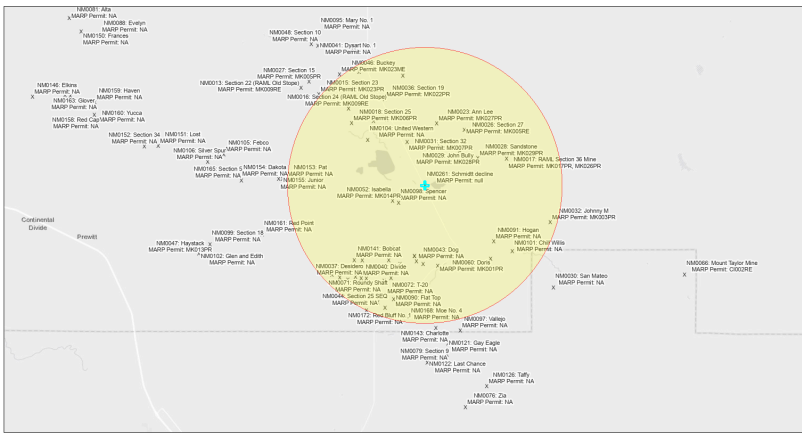 NM0081: Alta
MARP Permit: NA
NM0088: Evelyn
MARP Permit: NA
NM0150: Frances
MARP Permit: NA
NM0095: Mary No. 1
MARP Permit: NA
NM0048: Section 10
MARP Permit: NA
NM0041: Dysart No. 1
MARP Permit: NA
NM0046: Buckey
MARP Permit: MK023ME
NM0027: Section 15
MARP Permit: MK005PR
NM0013: Section 22 (RAML Old Stope)
MARP Permit: MK009RE
NM0015: Section 23
MARP Permit: MK023PR
NM0036: Section 19
MARP Permit: MK022PR
NM0016: Section 24 (RAML Old Stope)
MARP Permit: MK009RE
NM0146: Elkins
MARP Permit: NA
NM0159: Haven
MARP Permit: NA
NM0163: Glover
MARP Permit: NA
NM0160: Yucca
MARP Permit: NA
NM0158: Red Cap
MARP Permit: NA
NM0018: Section 25
MARP Permit: MK006PR
NM0023: Ann Lee
MARP Permit: MK027PR
NM0026: Section 27
MARP Permit: MK005RE
NM0104: United Western
MARP Permit: NA
NM0152: Section 34
MARP Permit: NA
NM0151: Lost
MARP Permit: NA
NM0105: Febco
MARP Permit: NA
NM0106: Silver Spur
MARP Permit: NA
NM0031: Section 32
MARP Permit: MK007PR
NM0028: Sandstone
MARP Permit: MK029PR
NM0029: John Bully
MARP Permit: MK028PR
NM0017: RAML Section 36 Mine
MARP Permit: MK017PR, MK026PR
NM0165: Section 5
MARP Permit: NA
NM0154: Dakota
MARP Permit: NA
NM0153: Pat
MARP Permit: NA
NM0155: Junior
MARP Permit: NA
NM0261: Schmidt decline
MARP Permit: null
NM0052: Isabella
MARP Permit: MK014PR
NM0098: Spencer
MARP Permit: NA
NM0032: Johnny M
MARP Permit: MK003PR
Continental
Divide
Prewitt
NM0161: Red Point
MARP Permit: NA
NM0099: Section 18
MARP Permit: NA
NM0047: Haystack
MARP Permit: MK013PR
NM0102: Glen and Edith
MARP Permit: NA
NM0091: Hogan
MARP Permit: NA
NM0101: Chill Willis
MARP Permit: NA
NM0141: Bobcat
MARP Permit: NA
NM0043: Dog
MARP Permit: NA
NM0060: Doris
MARP Permit: MK001PR
NM0037: Desidero
MARP Permit: NA
NM0040: Divide
MARP Permit: NA
NM0066: Mount Taylor Mine
MARP Permit: CI002RE
NM0030: San Mateo
MARP Permit: NA
NM0071: Roundy Shaft
MARP Permit: NA
NM0072: T-20
MARP Permit: NA
NM0044: Section 25 SEQ
MARP Permit: NA
NM0090: Flat Top
MARP Permit: NA
NM0172: Red Bluff No. 1
MARP Permit: NA
NM0168: Moe No. 4
MARP Permit: NA
NM0097: Vallejo
MARP Permit: NA
NM0143: Charlotte
MARP Permit: NA
NM0121: Gay Eagle
MARP Permit: NA
NM0079: Section 9
MARP Permit: NA
NM0122: Last Chance
MARP Permit: NA
NM0126: Taffy
MARP Permit: NA
NM0076: Zia
MARP Permit: NA